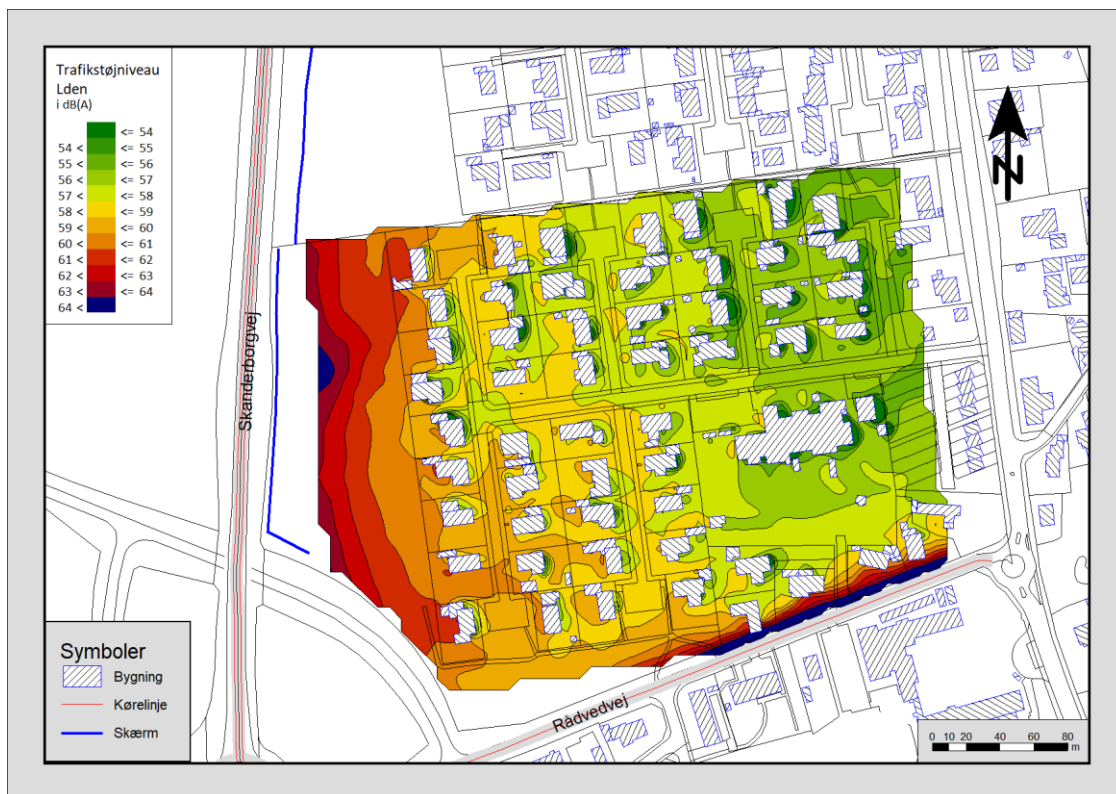 Trafikstøjniveau
Lden
i dB(A)
<= 54
54 < <= 55
55 < <= 56
56 < <= 57
57 < <= 58
58 < <= 59
59 < <= 60
60 < <= 61
61 < <= 62
62 < <= 63
63 < <= 64
64 <
N
Skanderborgvej
Rådvedvej
Symboler
Bygning
Kørelinje
Skærm
0 10 20 40 60 80
m